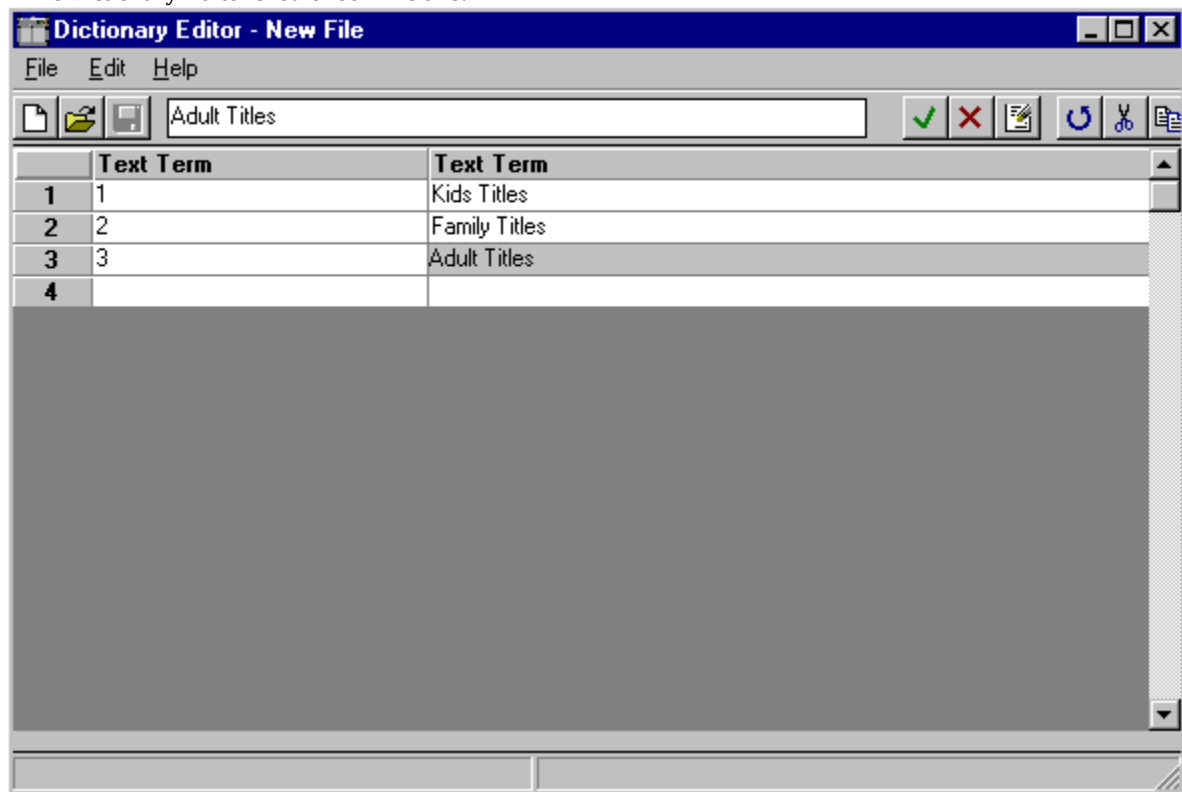 Dictionary Editor - New File
File Edit Help
Adult Titles
Text Term Text Term
1 1 Kids Titles
2 2 Family Titles
3 3 Adult Titles
4